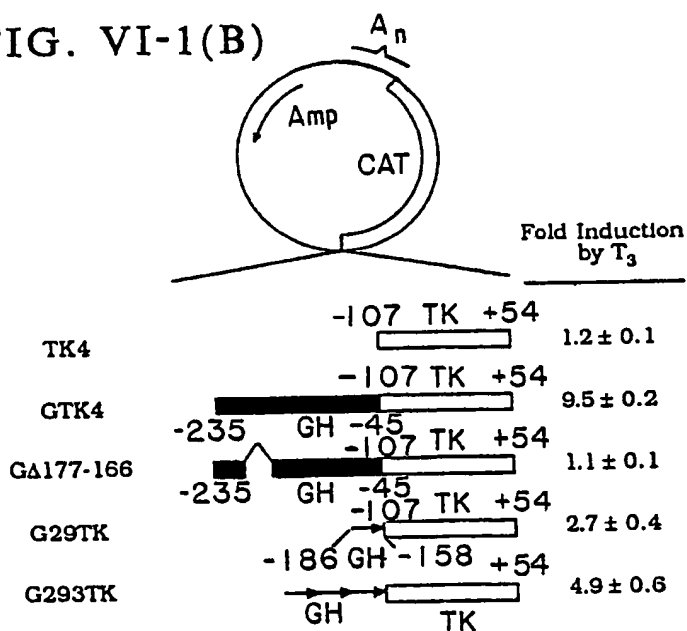 FIG. VI-1(B)
An
Amp
CAT
Fold Induction
by T3
-107 TK +54
TK4
1.2 ± 0.1
-107 TK +54
GTK4
9.5 ± 0.2
-235 GH -45
-107 TK +54
GΔ177-166
1.1 ± 0.1
-235 GH -45
-107 TK +54
G29TK
2.7 ± 0.4
-186 GH -158 +54
G293TK
4.9 ± 0.6
GH TK